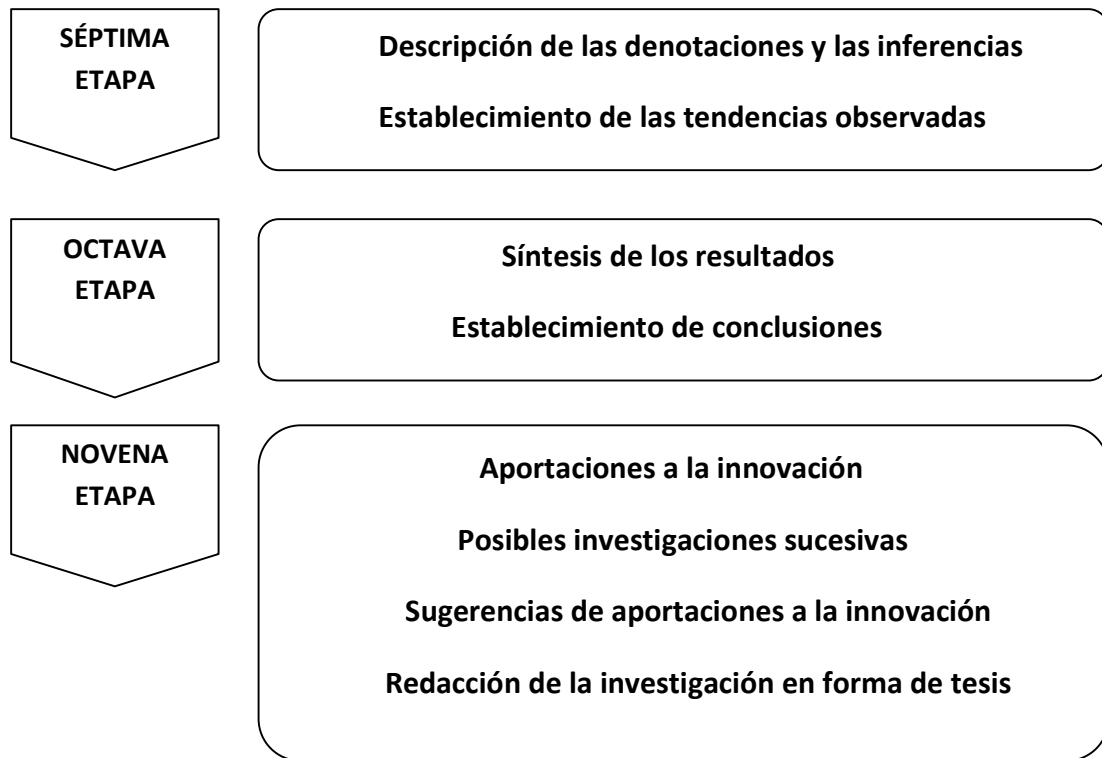 SÉPTIMA
ETAPA
Descripción de las denotaciones y las inferencias
Establecimiento de las tendencias observadas
OCTAVA
ETAPA
Síntesis de los resultados
Establecimiento de conclusiones
NOVENA
ETAPA
Aportaciones a la innovación
Posibles investigaciones sucesivas
Sugerencias de aportaciones a la innovación
Redacción de la investigación en forma de tesis